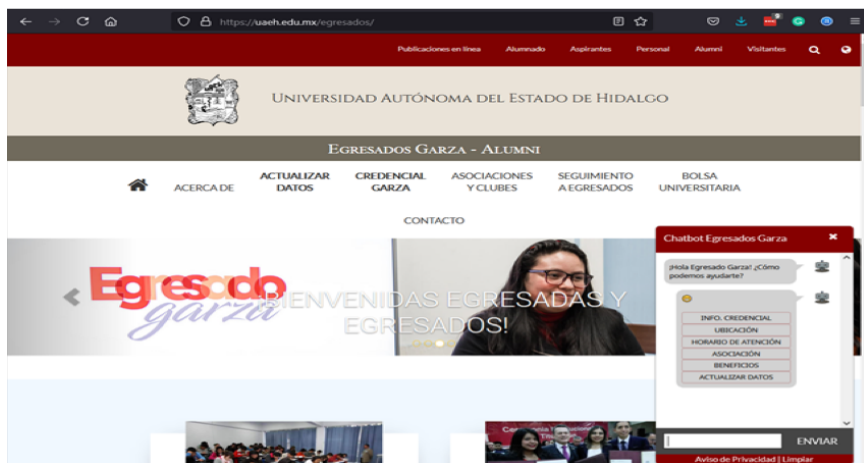 https://uaeh.edu.mx/egresados/
Publicaciones en línea Alumnado Aspirantes Personal Alumni Visitantes
UNIVERSIDAD AUTÓNOMA DEL ESTADO DE HIDALGO
EGRESADOS GARZA - ALUMNI
ACERCA DE
ACTUALIZAR DATOS
CREDENCIAL GARZA
ASOCIACIONES Y CLUBES
SEGUIMIENTO A EGRESADOS
BOLSA UNIVERSITARIA
CONTACTO
Egresado
garza
¡BIENVENIDAS EGRESADAS Y
EGRESADOS!
Chatbot Egresados Garza
¡Hola Egresado Garza! ¿Cómo
podemos ayudarte?
INFO. CREDENCIAL
UBICACIÓN
HORARIO DE ATENCIÓN
ASOCIACIÓN
BENEFICIOS
ACTUALIZAR DATOS
ENVIAR
Aviso de Privacidad | Limpiar